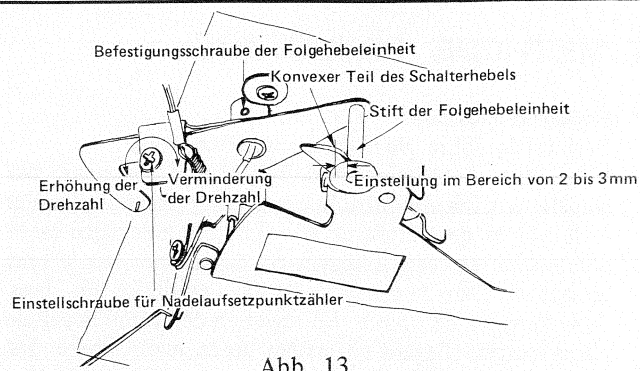 Befestigungsschraube der Folgehebeleinheit
Konvexer Teil des Schalterhebels
Stift der Folgehebeleinheit
Erhöhung der
Drehzahl
Verminderung
der Drehzahl
Einstellung im Bereich von 2 bis 3mm
Einstellschraube für Nadelaufsetzpunktzähler
Abb. 13